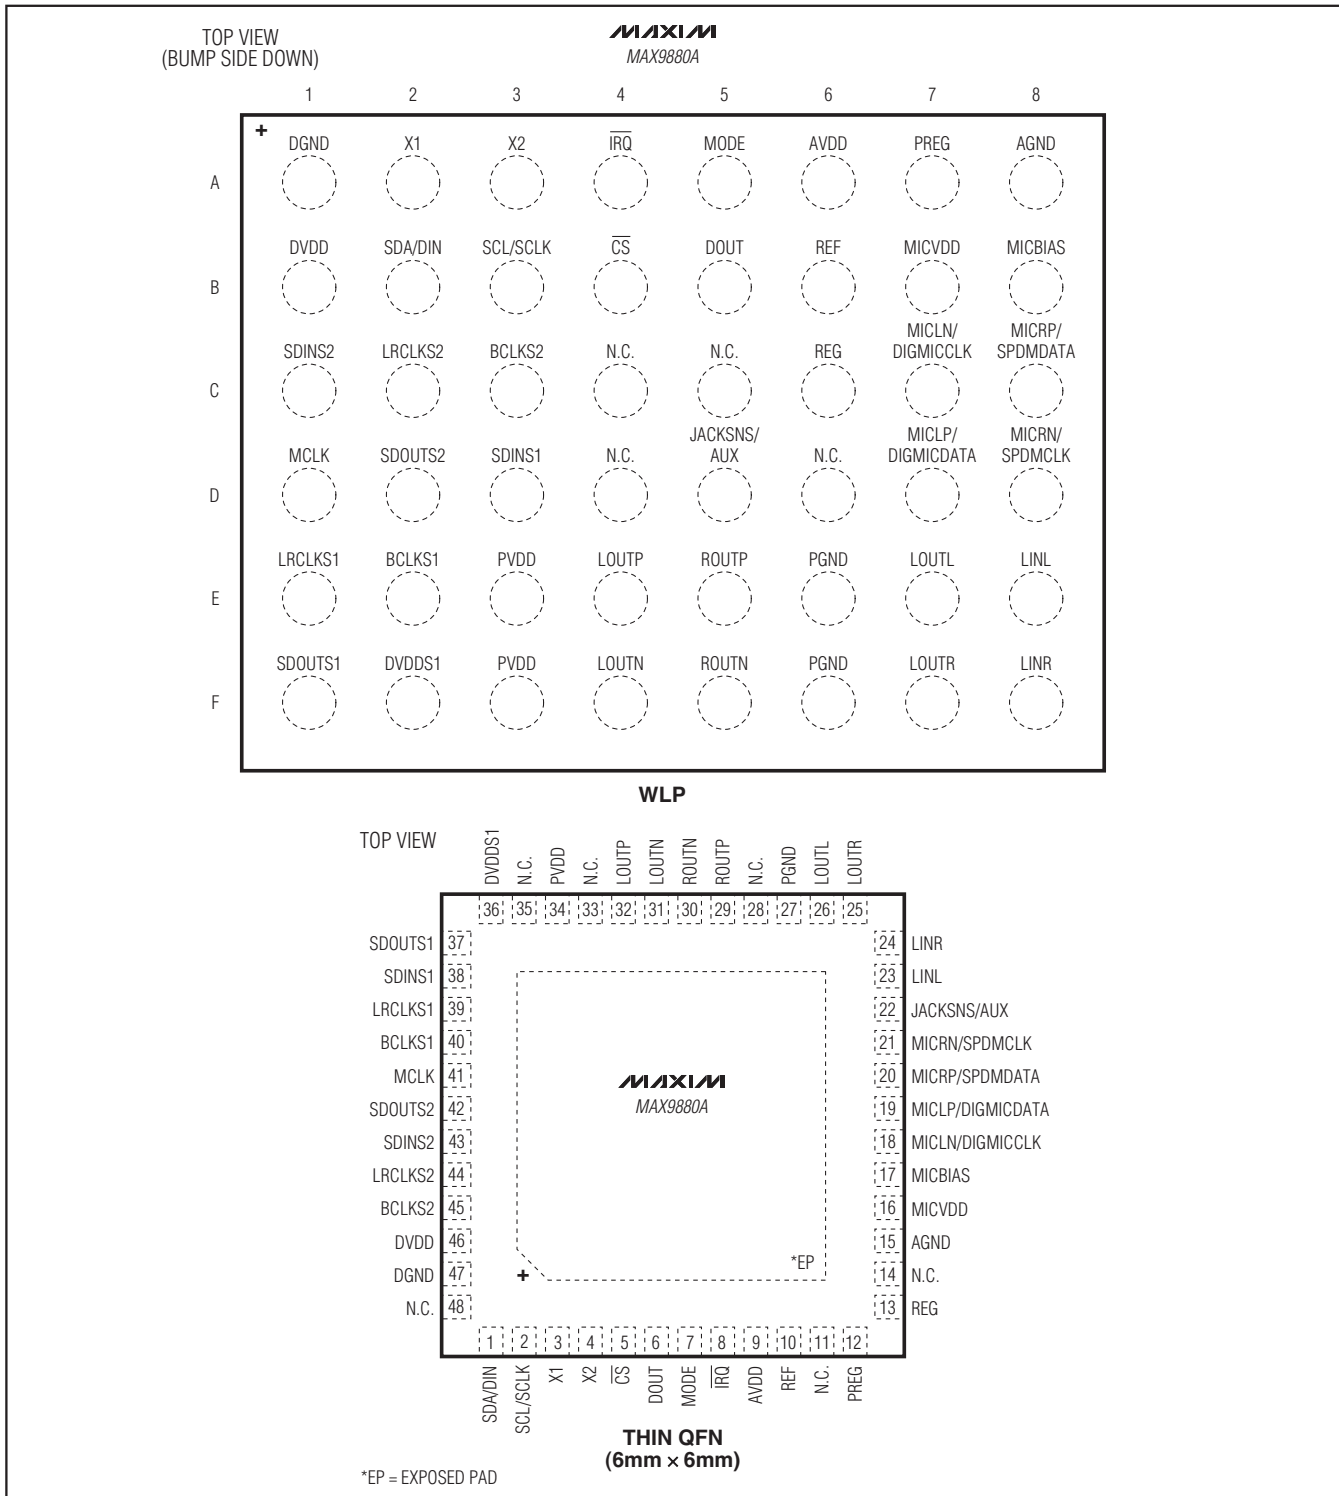 TOP VIEW
(BUMP SIDE DOWN)
MAXIM
MAX9880A
1 2 3 4 5 6 7 8
+
A
DGND X1 X2 IRQ MODE AVDD PREG AGND
B
DVDD SDA/DIN SCL/SCLK CS DOUT REF MICVDD MICBIAS
C
SDINS2 LRCLKS2 BCLKS2 N.C. N.C. REG MICLN/DIGMICCLK MICRP/SPDMDATA
D
MCLK SDOUTS2 SDINS1 N.C. JACKSNS/AUX N.C. MICLP/DIGMICDATA MICRN/SPDMCLK
E
LRCLKS1 BCLKS1 PVDD LOUTP ROUTP PGND LOUTL LINL
F
SDOUTS1 DVDDS1 PVDD LOUTN ROUTN PGND LOUTR LINR
WLP
TOP VIEW
DVDDS1 N.C. PVDD N.C. LOUTP LOUTN ROUTN ROUTP N.C. PGND LOUTL LOUTR
36 35 34 33 32 31 30 29 28 27 26 25
SDOUTS1 37
SDINS1 38
LRCLKS1 39
BCLKS1 40
MCLK 41
SDOUTS2 42
SDINS2 43
LRCLKS2 44
BCLKS2 45
DVDD 46
DGND 47
N.C. 48
MAXIM
MAX9880A
*EP
+
24 LINR
23 LINL
22 JACKSNS/AUX
21 MICRN/SPDMCLK
20 MICRP/SPDMDATA
19 MICLP/DIGMICDATA
18 MICLN/DIGMICCLK
17 MICBIAS
16 MICVDD
15 AGND
14 N.C.
13 REG
1 2 3 4 5 6 7 8 9 10 11 12
SDA/DIN SCL/SCLK X1 X2 CS DOUT MODE IRQ AVDD REF N.C. PREG
THIN QFN
(6mm × 6mm)
*EP = EXPOSED PAD